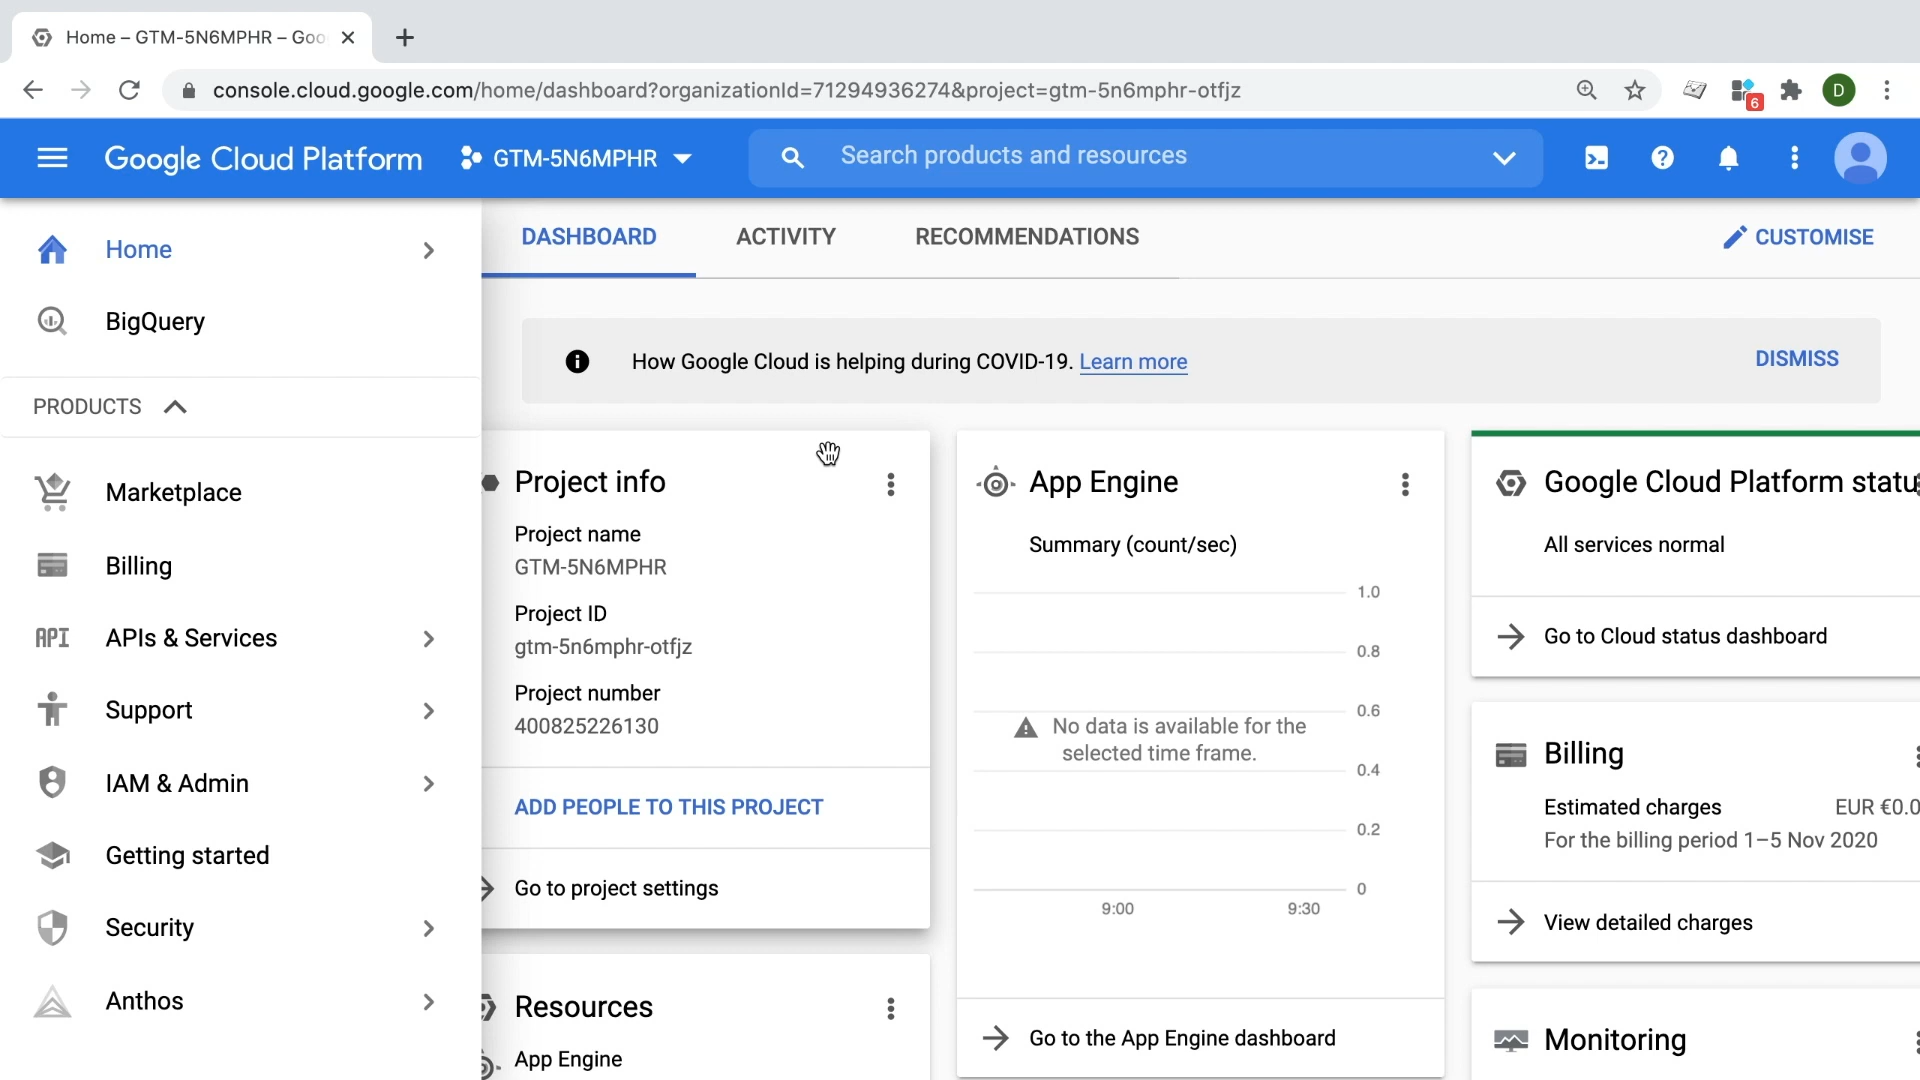 Home – GTM-5N6MPHR – Goo
console.cloud.google.com/home/dashboard?organizationId=71294936274&project=gtm-5n6mphr-otfjz
6
D
Google Cloud Platform
GTM-5N6MPHR
Search products and resources
Home
BigQuery
PRODUCTS
Marketplace
Billing
API
APIs & Services
Support
IAM & Admin
Getting started
Security
Anthos
DASHBOARD
ACTIVITY
RECOMMENDATIONS
CUSTOMISE
How Google Cloud is helping during COVID-19. Learn more
DISMISS
Project info
Project name
GTM-5N6MPHR
Project ID
gtm-5n6mphr-otfjz
Project number
400825226130
ADD PEOPLE TO THIS PROJECT
Go to project settings
Resources
App Engine
App Engine
Summary (count/sec)
1.0
0.8
0.6
No data is available for the
selected time frame.
0.4
0.2
0
9:00
9:30
Go to the App Engine dashboard
Google Cloud Platform statu
All services normal
Go to Cloud status dashboard
Billing
Estimated charges
EUR €0.0
For the billing period 1–5 Nov 2020
View detailed charges
Monitoring